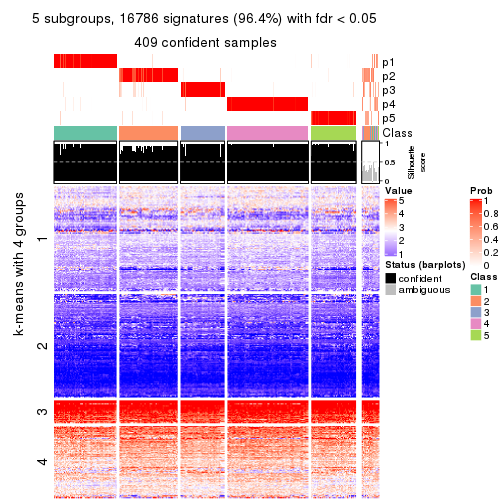 5 subgroups, 16786 signatures (96.4%) with fdr < 0.05
409 confident samples
p1
p2
p3
p4
p5
Class
1
0.5
0
Silhouette
score
k-means with 4 groups
1
2
3
4
Value
5
4
3
2
1
Status (barplots)
confident
ambiguous
Prob
1
0.8
0.6
0.4
0.2
0
Class
1
2
3
4
5